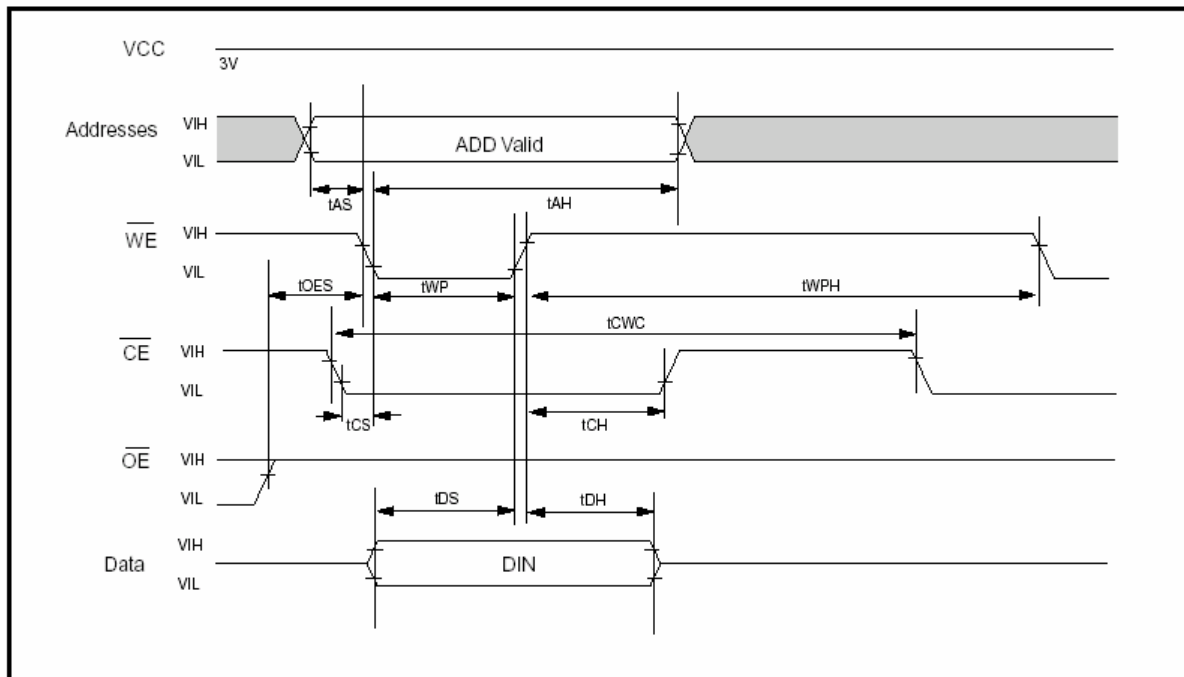 VCC
3V
Addresses
VIH
VIL
ADD Valid
tAS
tAH
WE
VIH
VIL
tOES
tWP
tWPH
tCWC
CE
VIH
VIL
tCS
tCH
OE
VIH
VIL
tDS
tDH
Data
VIH
VIL
DIN